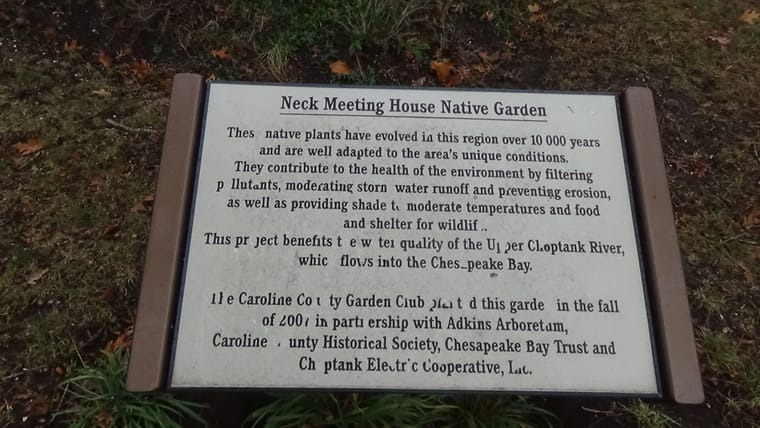 Neck Meeting House Native Garden
Thes native plants have evolved in this region over 10 000 years
and are well adapted to the area's unique conditions.
They contribute to the health of the environment by filtering
p llutants, moderating storm water runoff and preventing erosion,
as well as providing shade t moderate temperatures and food
and shelter for wildlif .
This pr ject benefits t e w ter quality of the Up er Choptank River,
whic flows into the Ches peake Bay.
The Caroline Co ty Garden Club pla t d this garde in the fall
of in part ership with Adkins Arboretum,
Caroline unty Historical Society, Chesapeake Bay Trust and
Ch ptank Electric Cooperative, Inc.